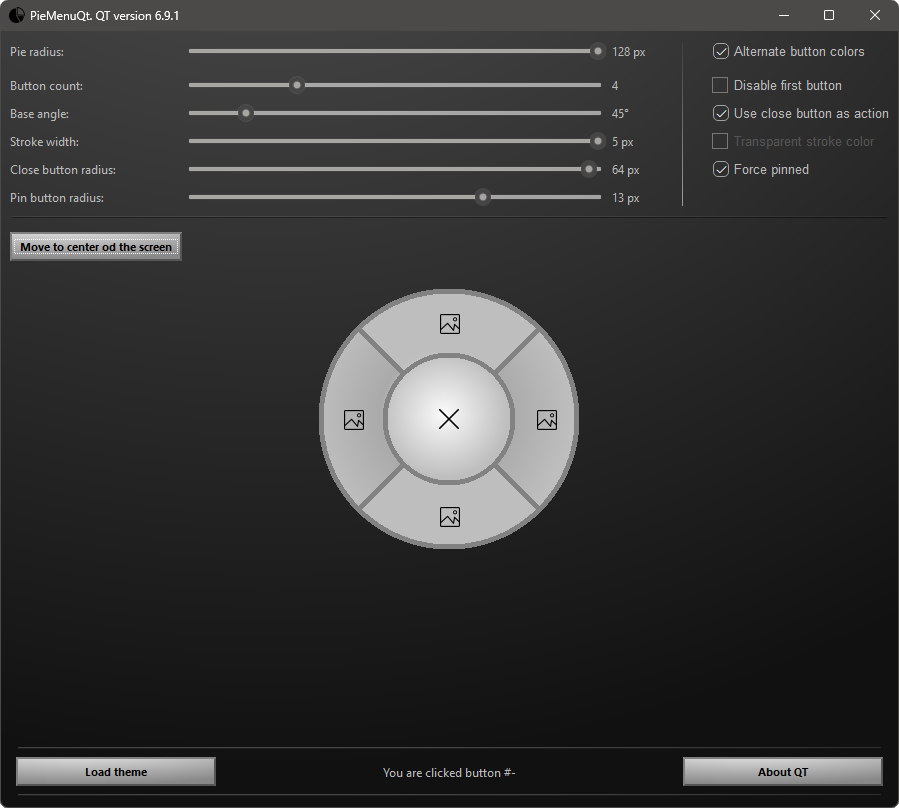 PieMenuQt. QT version 6.9.1
Pie radius: 128 px
Alternate button colors
Button count: 4
Disable first button
Base angle: 45°
Use close button as action
Stroke width: 5 px
Transparent stroke color
Close button radius: 64 px
Force pinned
Pin button radius: 13 px
Move to center od the screen
Load theme
You are clicked button #-
About QT